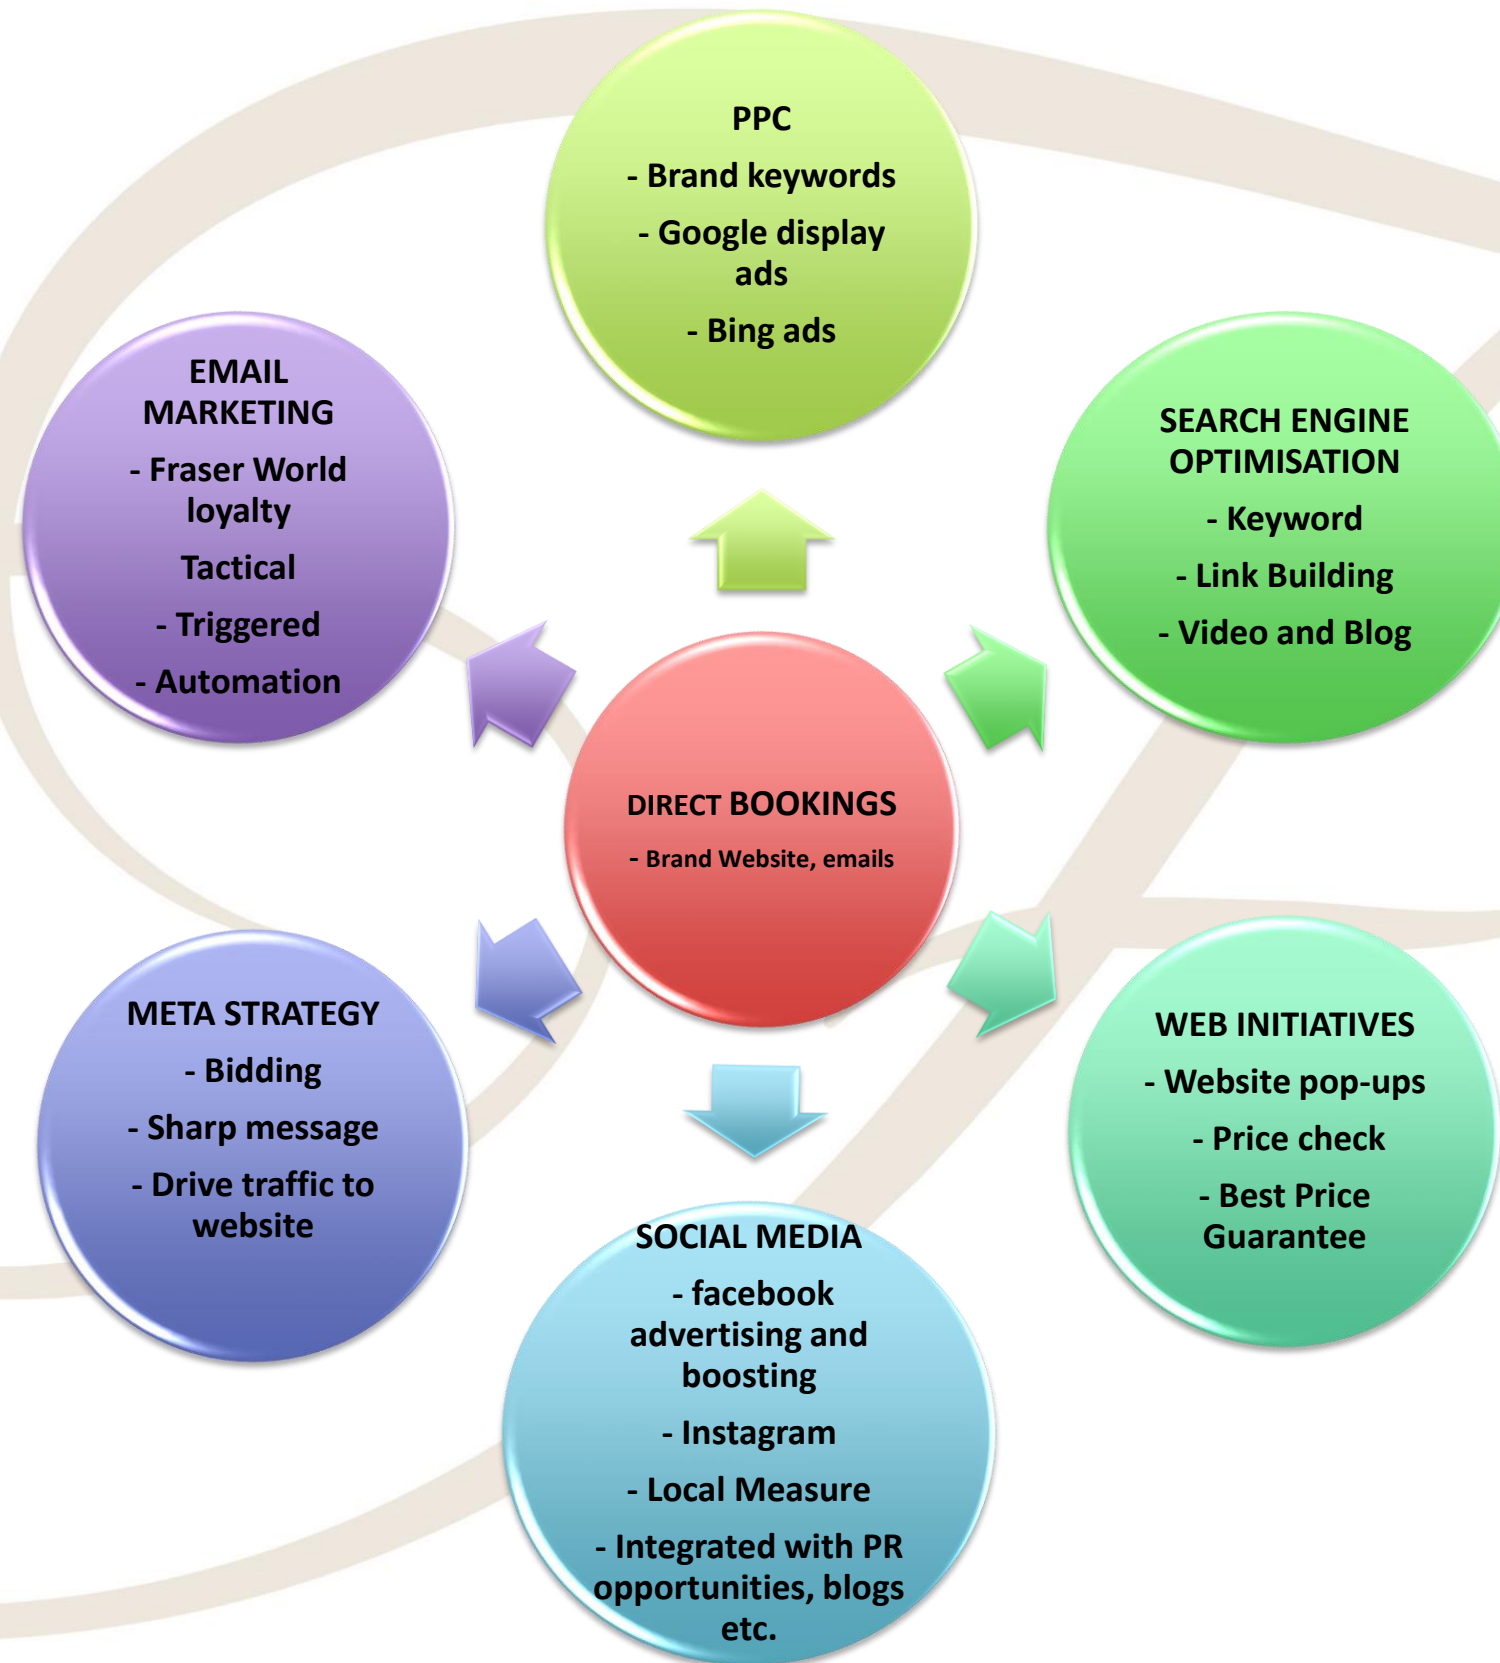 PPC
- Brand keywords
- Google display
ads
- Bing ads
EMAIL
MARKETING
- Fraser World
loyalty
Tactical
- Triggered
- Automation
SEARCH ENGINE
OPTIMISATION
- Keyword
- Link Building
- Video and Blog
DIRECT BOOKINGS
- Brand Website, emails
META STRATEGY
- Bidding
- Sharp message
- Drive traffic to
website
WEB INITIATIVES
- Website pop-ups
- Price check
- Best Price
Guarantee
SOCIAL MEDIA
- facebook
advertising and
boosting
- Instagram
- Local Measure
- Integrated with PR
opportunities, blogs
etc.